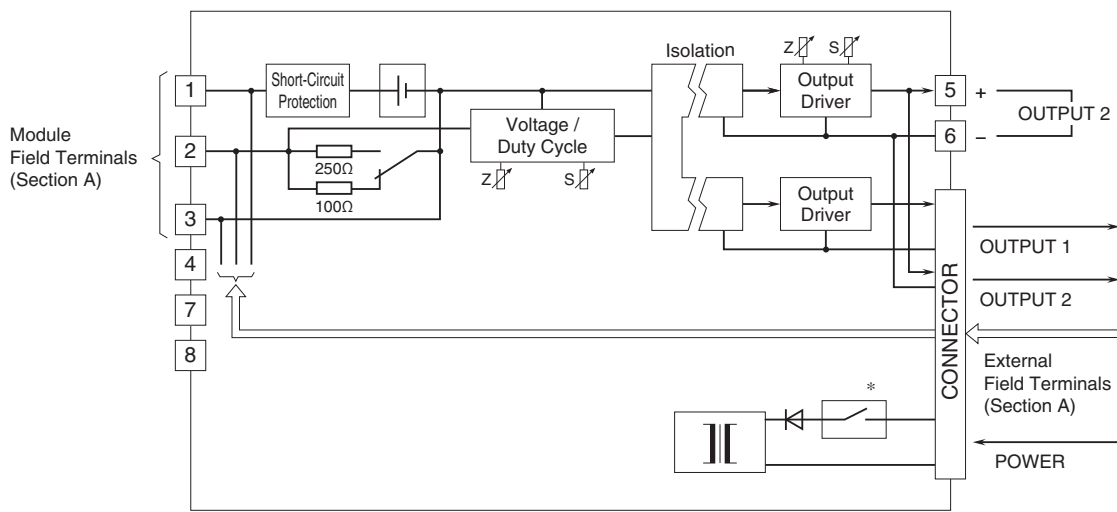 Module
Field Terminals
(Section A)
1
2
3
4
7
8
Short-Circuit
Protection
250Ω
100Ω
Voltage /
Duty Cycle
Z
S
Isolation
Z
S
Output
Driver
Output
Driver
5
6
+
−
OUTPUT 2
CONNECTOR
OUTPUT 1
OUTPUT 2
External
Field Terminals
(Section A)
POWER
*